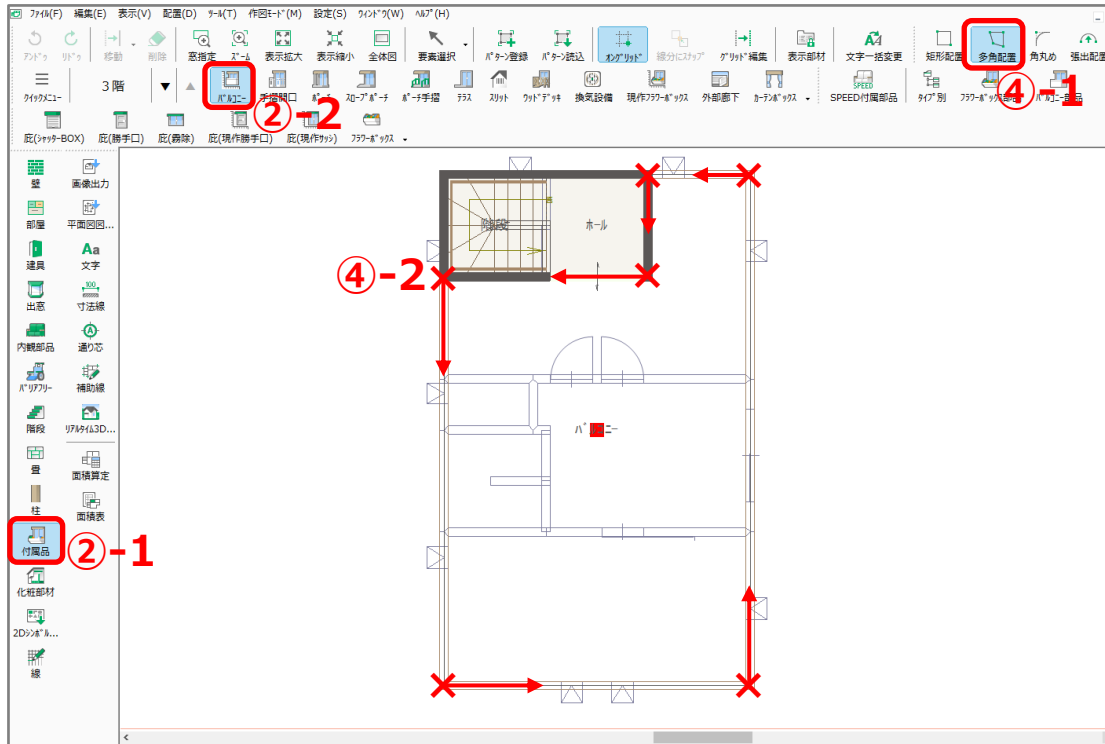 ﾌｧｲﾙ(F) 編集(E) 表示(V) 配置(D) ﾂｰﾙ(T) 作図ﾓｰﾄﾞ(M) 設定(S) ｳｨﾝﾄﾞｳ(W) ﾍﾙﾌﾟ(H)
ｱﾝﾄﾞｩ ﾘﾄﾞｩ 移動 削除 窓指定 ｽﾞｰﾑ 表示拡大 表示縮小 全体図 要素選択 ﾊﾟﾀｰﾝ登録 ﾊﾟﾀｰﾝ読込 ｵﾝｸﾞﾘｯﾄﾞ 線分にｽﾅｯﾌﾟ ｸﾞﾘｯﾄﾞ編集 表示部材 文字一括変更 矩形配置 多角配置 角丸め 張出配置
ｸｲｯｸﾒﾆｭｰ 3階 ▼ ▲ ﾊﾞﾙｺﾆｰ 手摺開口 ﾎﾟｰﾁ ｽﾛｰﾌﾟﾎﾟｰﾁ ﾎﾟｰﾁ手摺 ﾃﾗｽ ｽﾘｯﾄ ｳｯﾄﾞﾃﾞｯｷ 換気設備 現作ﾌﾗﾜｰﾎﾞｯｸｽ 外部廊下 ｶｰﾃﾝﾎﾞｯｸｽ SPEED付属部品 ﾀｲﾌﾟ別 ﾌﾗﾜｰﾎﾞｯｸｽ部品 ﾊﾞﾙｺﾆｰ部品
④-1
②-2
庇(ｼｬｯﾀｰBOX) 庇(勝手口) 庇(霧除) 庇(現作勝手口) 庇(現作ｻｯｼ) ﾌﾗﾜｰﾎﾞｯｸｽ
壁 画像出力
部屋 平面図図...
建具 Aa 文字
出窓 100 寸法線
内観部品 通り芯
ﾊﾞﾘｱﾌﾘｰ 補助線
階段 ﾘｱﾙﾀｲﾑ3D...
畳 面積算定
柱 面積表
付属品
②-1
化粧部材
2Dｼﾝﾎﾞﾙ...
線
ホール
④-2